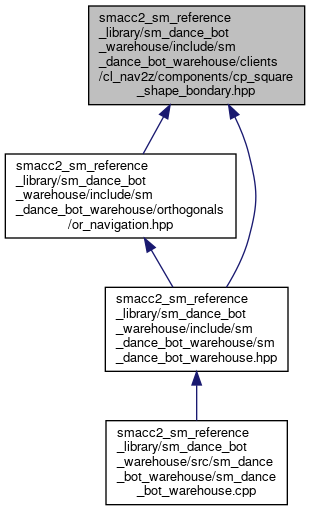 smacc2_sm_reference
_library/sm_dance_bot
_warehouse/include/sm
_dance_bot_warehouse/clients
/cl_nav2z/components/cp_square
_shape_bondary.hpp
smacc2_sm_reference
_library/sm_dance_bot
_warehouse/include/sm
_dance_bot_warehouse/orthogonals
/or_navigation.hpp
smacc2_sm_reference
_library/sm_dance_bot
_warehouse/include/sm
_dance_bot_warehouse/sm
_dance_bot_warehouse.hpp
smacc2_sm_reference
_library/sm_dance_bot
_warehouse/src/sm_dance
_bot_warehouse/sm_dance
_bot_warehouse.cpp